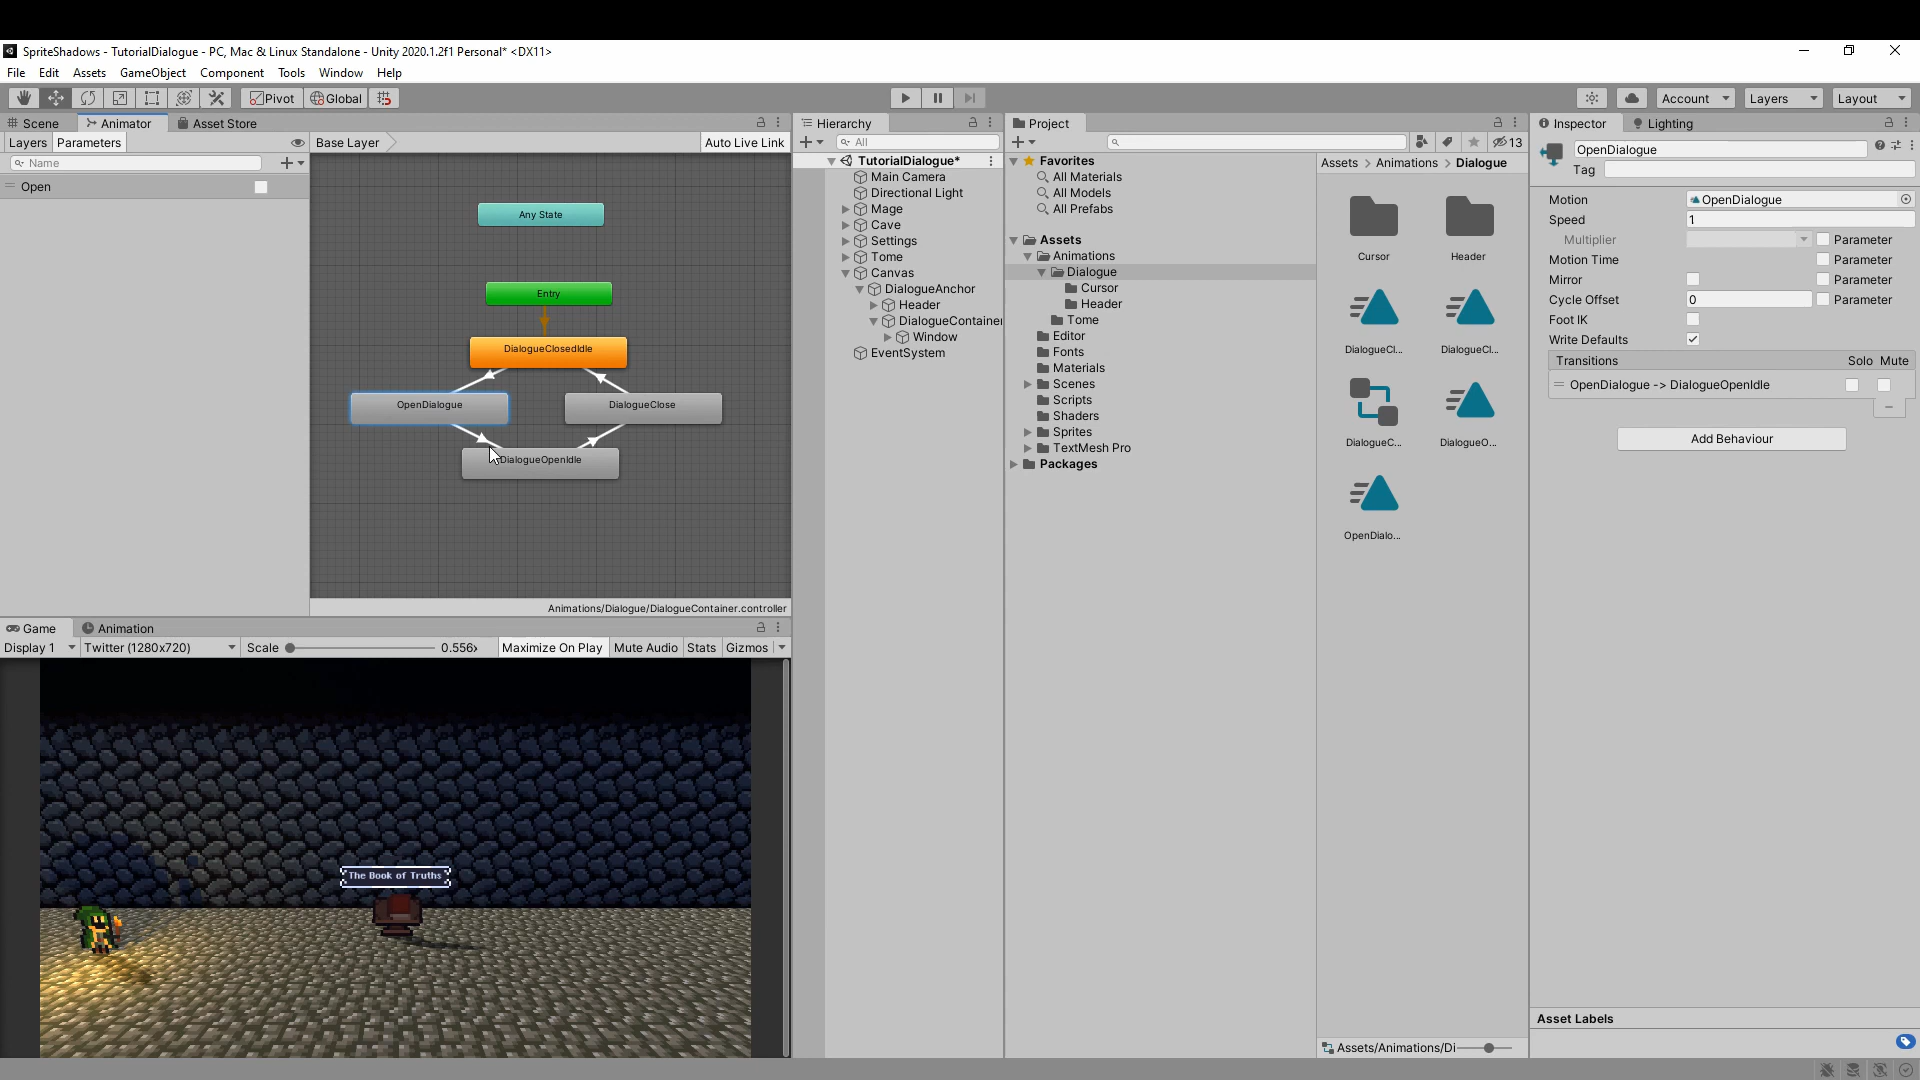 SpriteShadows - TutorialDialogue - PC, Mac & Linux Standalone - Unity 2020.1.2f1 Personal* <DX11>
File Edit Assets GameObject Component Tools Window Help
Pivot Global Account Layers Layout
Scene Animator Asset Store
Layers Parameters Base Layer Auto Live Link
Name
Open
Any State
Entry
DialogueClosedIdle
OpenDialogue DialogueClose
DialogueOpenIdle
Animations/Dialogue/DialogueContainer.controller
Game Animation
Display 1 Twitter (1280x720) Scale 0.556x Maximize On Play Mute Audio Stats Gizmos
The Book of Truths
Hierarchy
All
TutorialDialogue*
Main Camera
Directional Light
Mage
Cave
Settings
Tome
Canvas
DialogueAnchor
Header
DialogueContainer
Window
EventSystem
Project
13
Favorites
All Materials
All Models
All Prefabs
Assets
Animations
Dialogue
Cursor
Header
Tome
Editor
Fonts
Materials
Scenes
Scripts
Shaders
Sprites
TextMesh Pro
Packages
Assets > Animations > Dialogue
Cursor Header
DialogueCl... DialogueCl...
DialogueC... DialogueO...
OpenDialo...
Assets/Animations/Di
Inspector Lighting
OpenDialogue
Tag
Motion OpenDialogue
Speed 1
Multiplier Parameter
Motion Time Parameter
Mirror Parameter
Cycle Offset 0 Parameter
Foot IK
Write Defaults
Transitions Solo Mute
OpenDialogue -> DialogueOpenIdle
Add Behaviour
Asset Labels